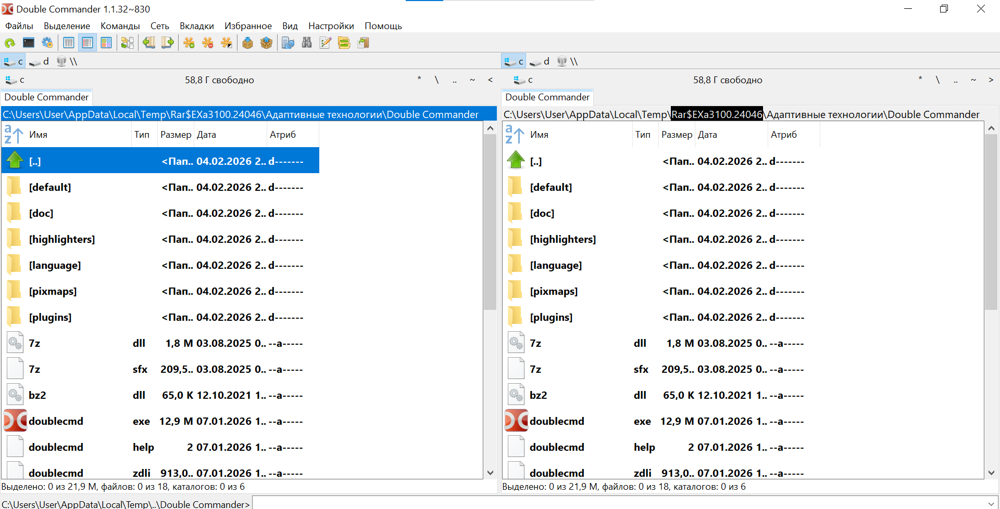 Double Commander 1.1.32~830
Файлы Выделение Команды Сеть Вкладки Избранное Вид Настройки Помощь
c d \\
c d \\
c 58,8 Г свободно * \ .. ~ <
c 58,8 Г свободно * \ .. ~ >
Double Commander
Double Commander
C:\Users\User\AppData\Local\Temp\Rar$EXa3100.24046\Адаптивные технологии\Double Commander
C:\Users\User\AppData\Local\Temp\Rar$EXa3100.24046\Адаптивные технологии\Double Commander
Имя Тип Размер Дата Атриб
[..] <Пап.. 04.02.2026 2.. d-------
[default] <Пап.. 04.02.2026 2.. d-------
[doc] <Пап.. 04.02.2026 2.. d-------
[highlighters] <Пап.. 04.02.2026 2.. d-------
[language] <Пап.. 04.02.2026 2.. d-------
[pixmaps] <Пап.. 04.02.2026 2.. d-------
[plugins] <Пап.. 04.02.2026 2.. d-------
7z dll 1,8 М 03.08.2025 0.. --a-----
7z sfx 209,5.. 03.08.2025 0.. --a-----
bz2 dll 65,0 К 12.10.2021 1.. --a-----
doublecmd exe 12,9 М 07.01.2026 1.. --a-----
doublecmd help 2 07.01.2026 1.. --a-----
doublecmd zdli 913,0.. 07.01.2026 1.. --a-----
Выделено: 0 из 21,9 М, файлов: 0 из 18, каталогов: 0 из 6
Имя Тип Размер Дата Атриб
[..] <Пап.. 04.02.2026 2.. d-------
[default] <Пап.. 04.02.2026 2.. d-------
[doc] <Пап.. 04.02.2026 2.. d-------
[highlighters] <Пап.. 04.02.2026 2.. d-------
[language] <Пап.. 04.02.2026 2.. d-------
[pixmaps] <Пап.. 04.02.2026 2.. d-------
[plugins] <Пап.. 04.02.2026 2.. d-------
7z dll 1,8 М 03.08.2025 0.. --a-----
7z sfx 209,5.. 03.08.2025 0.. --a-----
bz2 dll 65,0 К 12.10.2021 1.. --a-----
doublecmd exe 12,9 М 07.01.2026 1.. --a-----
doublecmd help 2 07.01.2026 1.. --a-----
doublecmd zdli 913,0.. 07.01.2026 1.. --a-----
Выделено: 0 из 21,9 М, файлов: 0 из 18, каталогов: 0 из 6
C:\Users\User\AppData\Local\Temp\..\Double Commander>